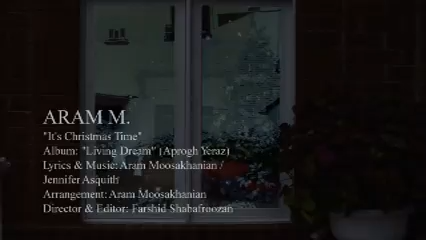 ARAM M.
"It's Christmas Time"
Album: "Living Dream" (Aprogh Yeraz)
Lyrics & Music: Aram Moosakhanian /
Jennifer Asquith
Arrangement: Aram Moosakhanian
Director & Editor: Farshid Shabafroozan